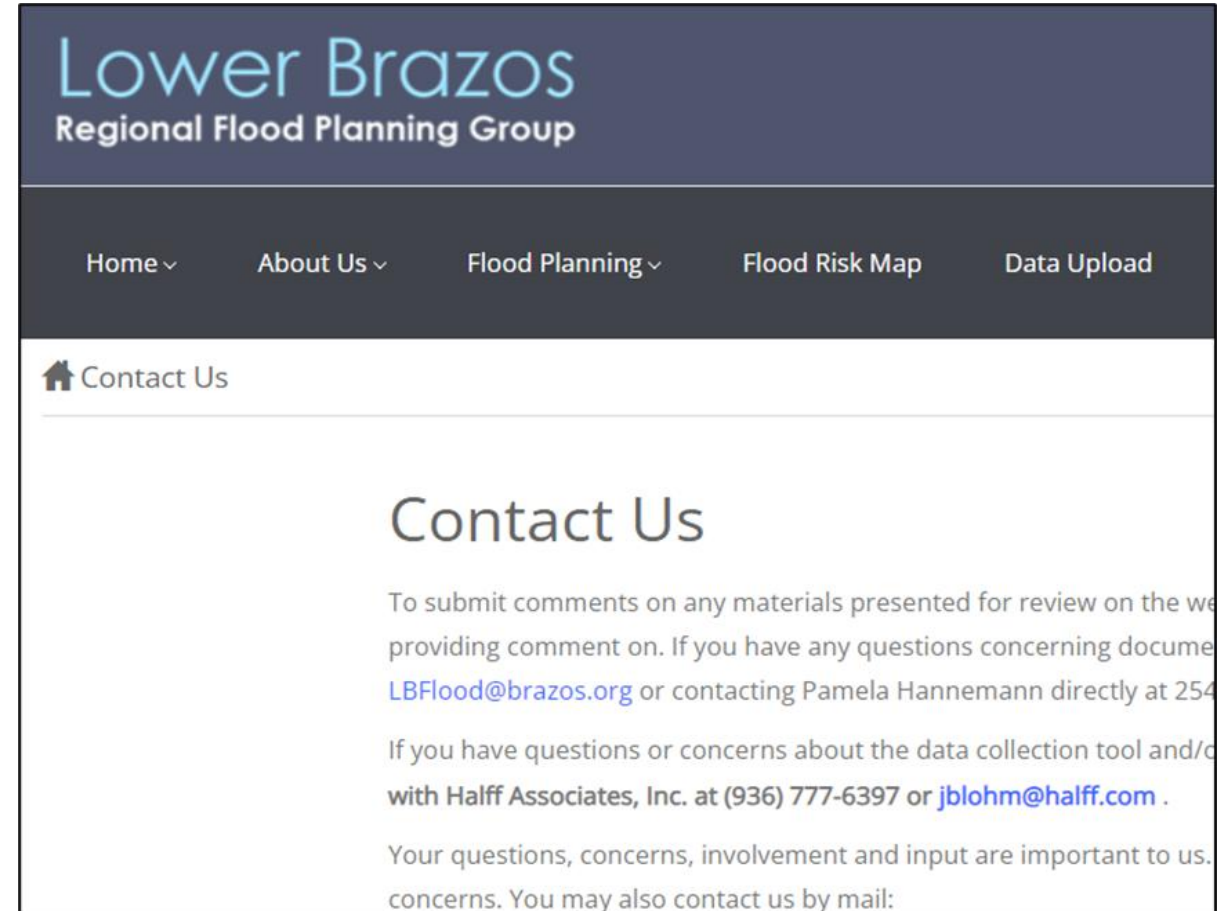 Lower Brazos
Regional Flood Planning Group
Home About Us Flood Planning Flood Risk Map Data Upload
Contact Us
Contact Us
To submit comments on any materials presented for review on the we
providing comment on. If you have any questions concerning docume
LBFlood@brazos.org or contacting Pamela Hannemann directly at 254
If you have questions or concerns about the data collection tool and/o
with Halff Associates, Inc. at (936) 777-6397 or jblohm@halff.com .
Your questions, concerns, involvement and input are important to us.
concerns. You may also contact us by mail: